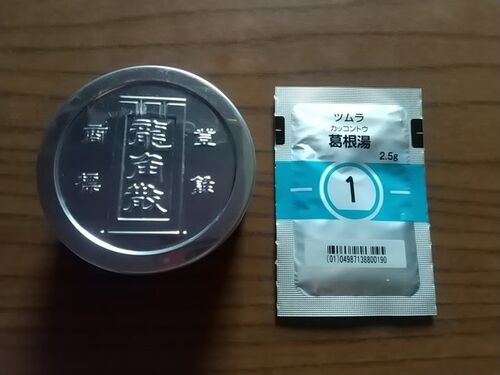 登録
龍角散
商標
ツムラ
カッコントウ
葛根湯
2.5g
1
(01)04987138800190